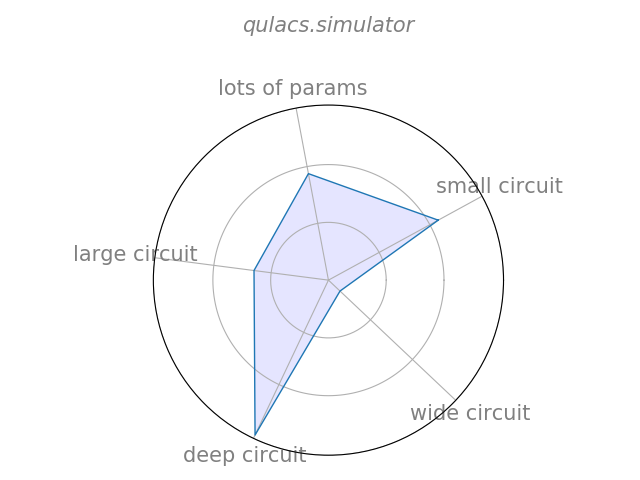 qulacs.simulator
lots of params
small circuit
large circuit
wide circuit
deep circuit